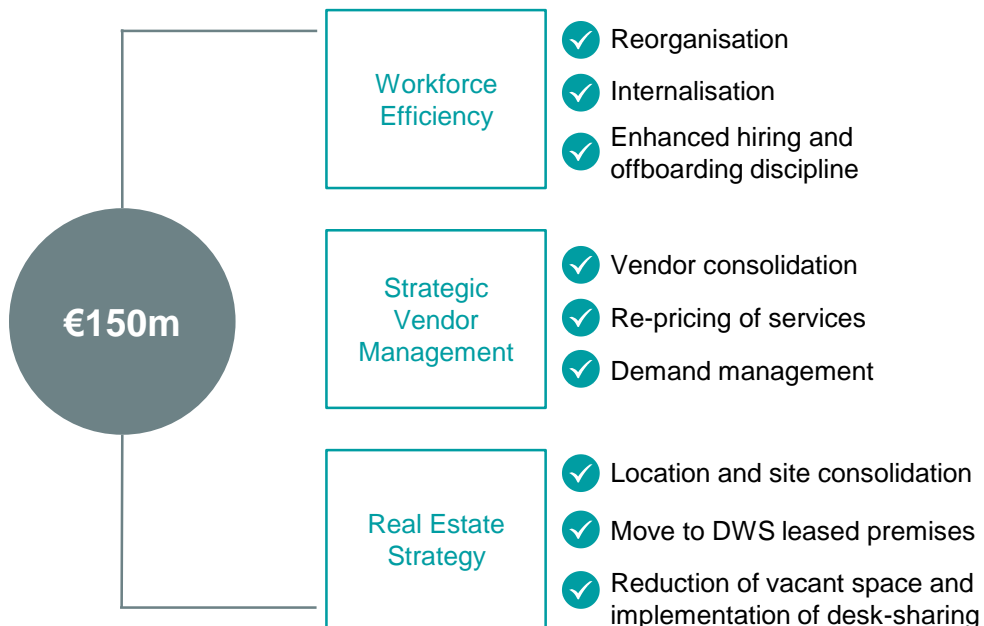 €150m
Workforce
Efficiency
Reorganisation
Internalisation
Enhanced hiring and
offboarding discipline
Strategic
Vendor
Management
Vendor consolidation
Re-pricing of services
Demand management
Real Estate
Strategy
Location and site consolidation
Move to DWS leased premises
Reduction of vacant space and
implementation of desk-sharing